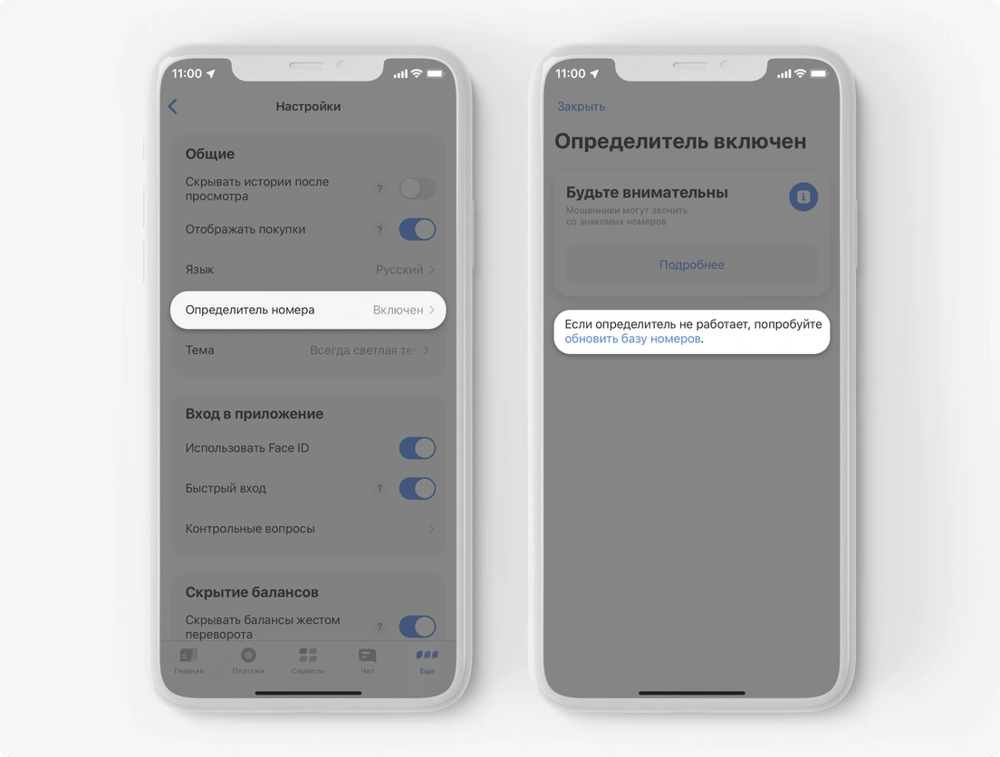 11:00
Настройки
Общие
Скрывать истории после
просмотра
?
Отображать покупки
?
Язык
Русский
Определитель номера
Включен
Тема
Всегда светлая те
Вход в приложение
Использовать Face ID
Быстрый вход
?
Контрольные вопросы
Скрытие балансов
Скрывать балансы жестом
переворота
?
Главная
Платежи
Сервисы
Чат
Еще
11:00
Закрыть
Определитель включен
Будьте внимательны
Мошенники могут звонить
со знакомых номеров
Подробнее
Если определитель не работает, попробуйте
обновить базу номеров.